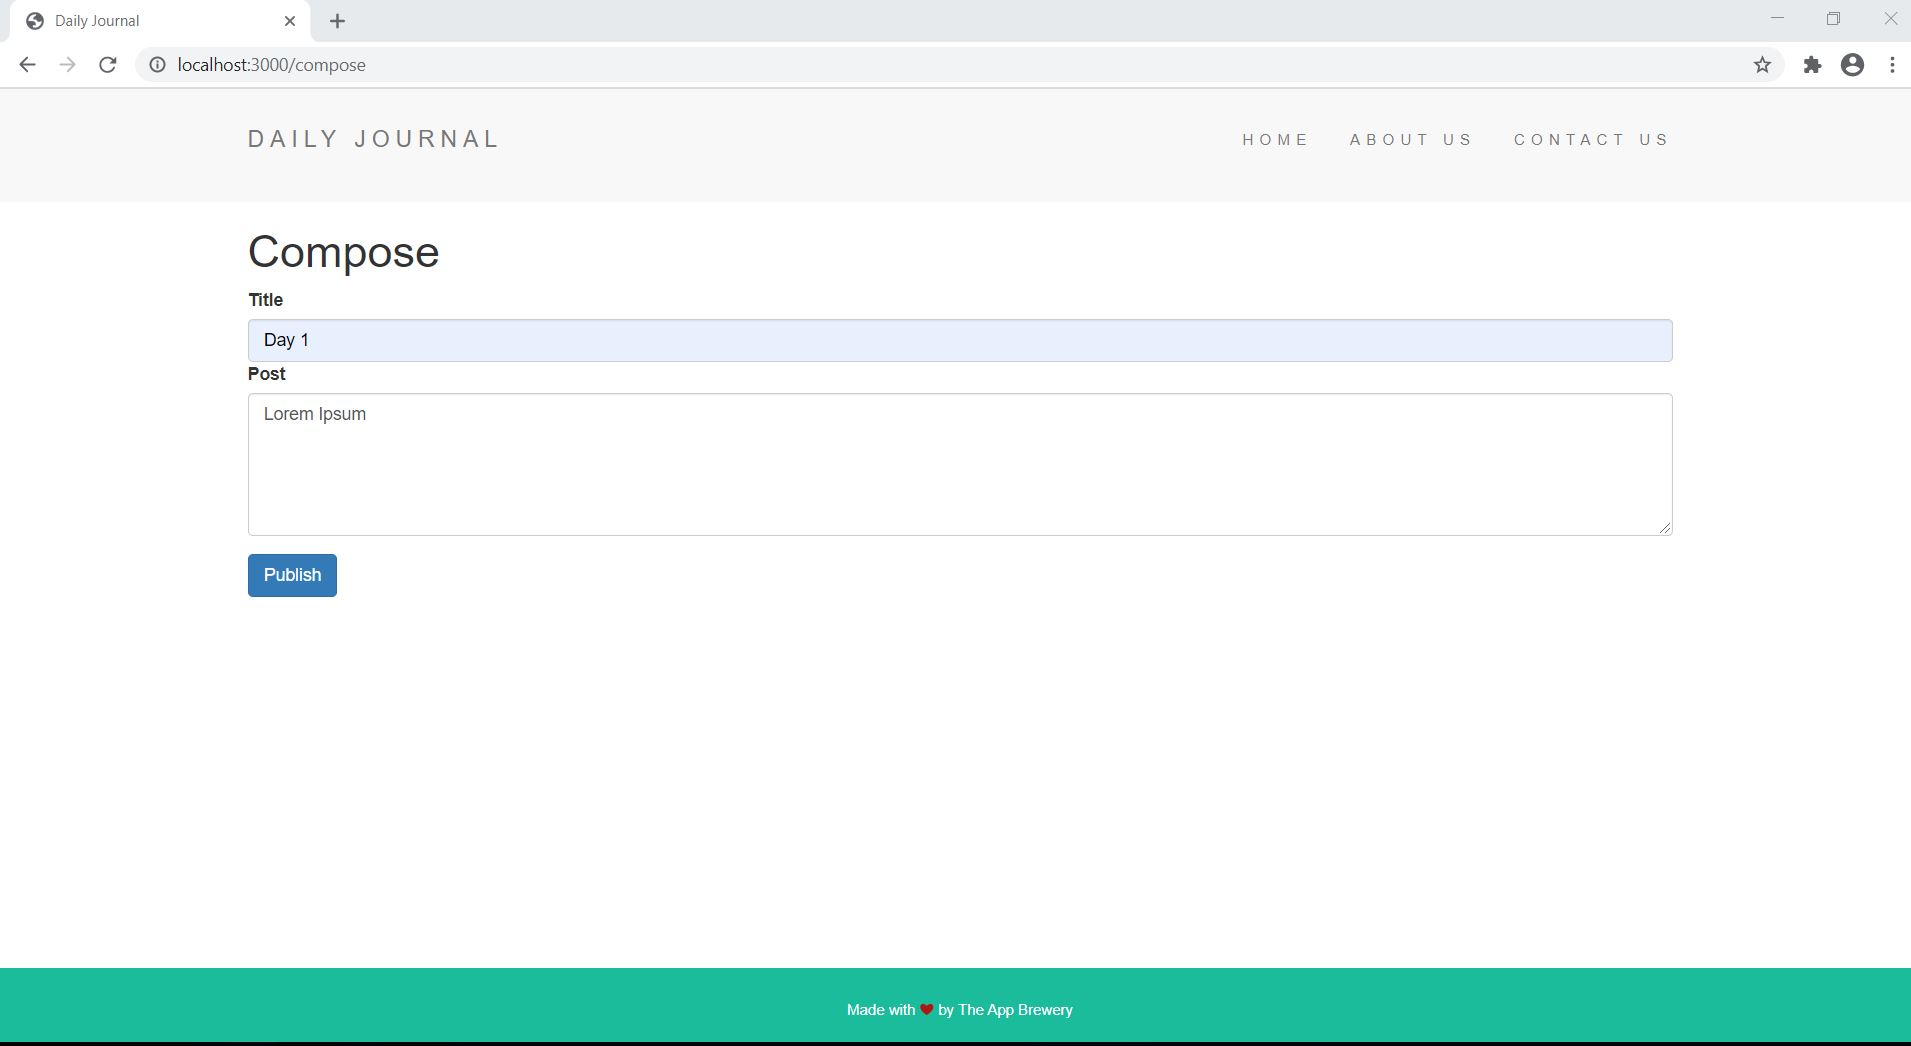 Daily Journal
localhost:3000/compose
DAILY JOURNAL HOME ABOUT US CONTACT US
Compose
Title
Day 1
Post
Lorem Ipsum
Publish
Made with ❤ by The App Brewery